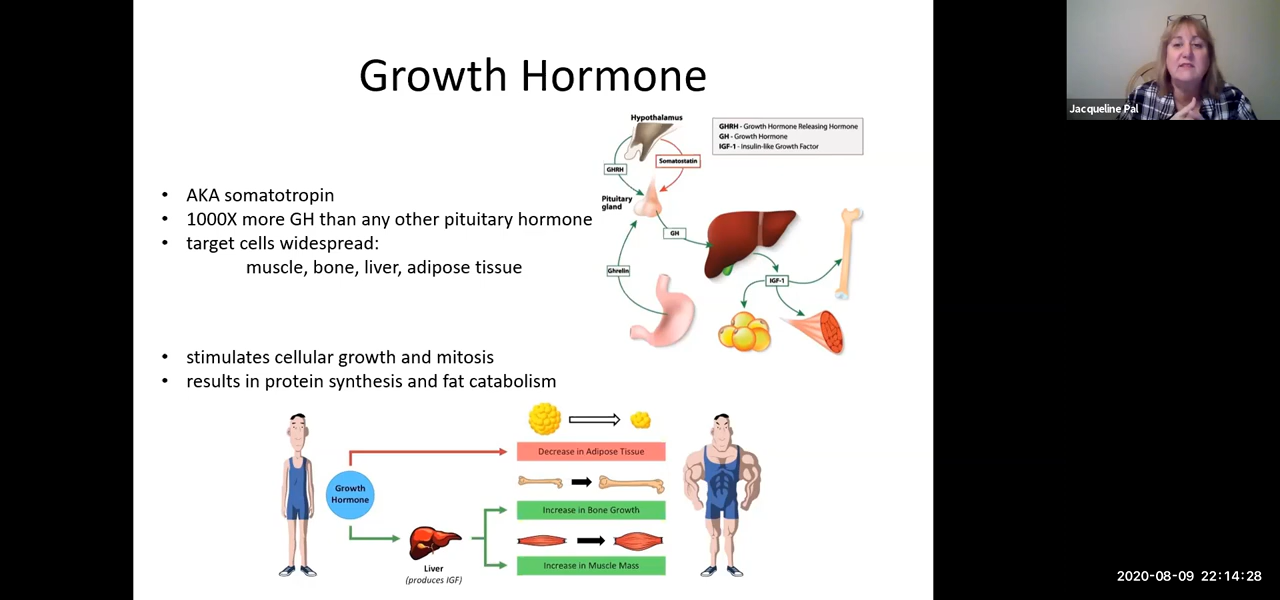 Growth Hormone
Jacqueline Pal
Hypothalamus
GHRH - Growth Hormone Releasing Hormone
GH - Growth Hormone
IGF-1 - Insulin-like Growth Factor
Somatostatin
GHRH
Pituitary
gland
GH
Ghrelin
IGF-1
• AKA somatotropin
• 1000X more GH than any other pituitary hormone
• target cells widespread:
muscle, bone, liver, adipose tissue
• stimulates cellular growth and mitosis
• results in protein synthesis and fat catabolism
Decrease in Adipose Tissue
Growth
Hormone
Increase in Bone Growth
Liver
(produces IGF)
Increase in Muscle Mass
2020-08-09 22:14:28